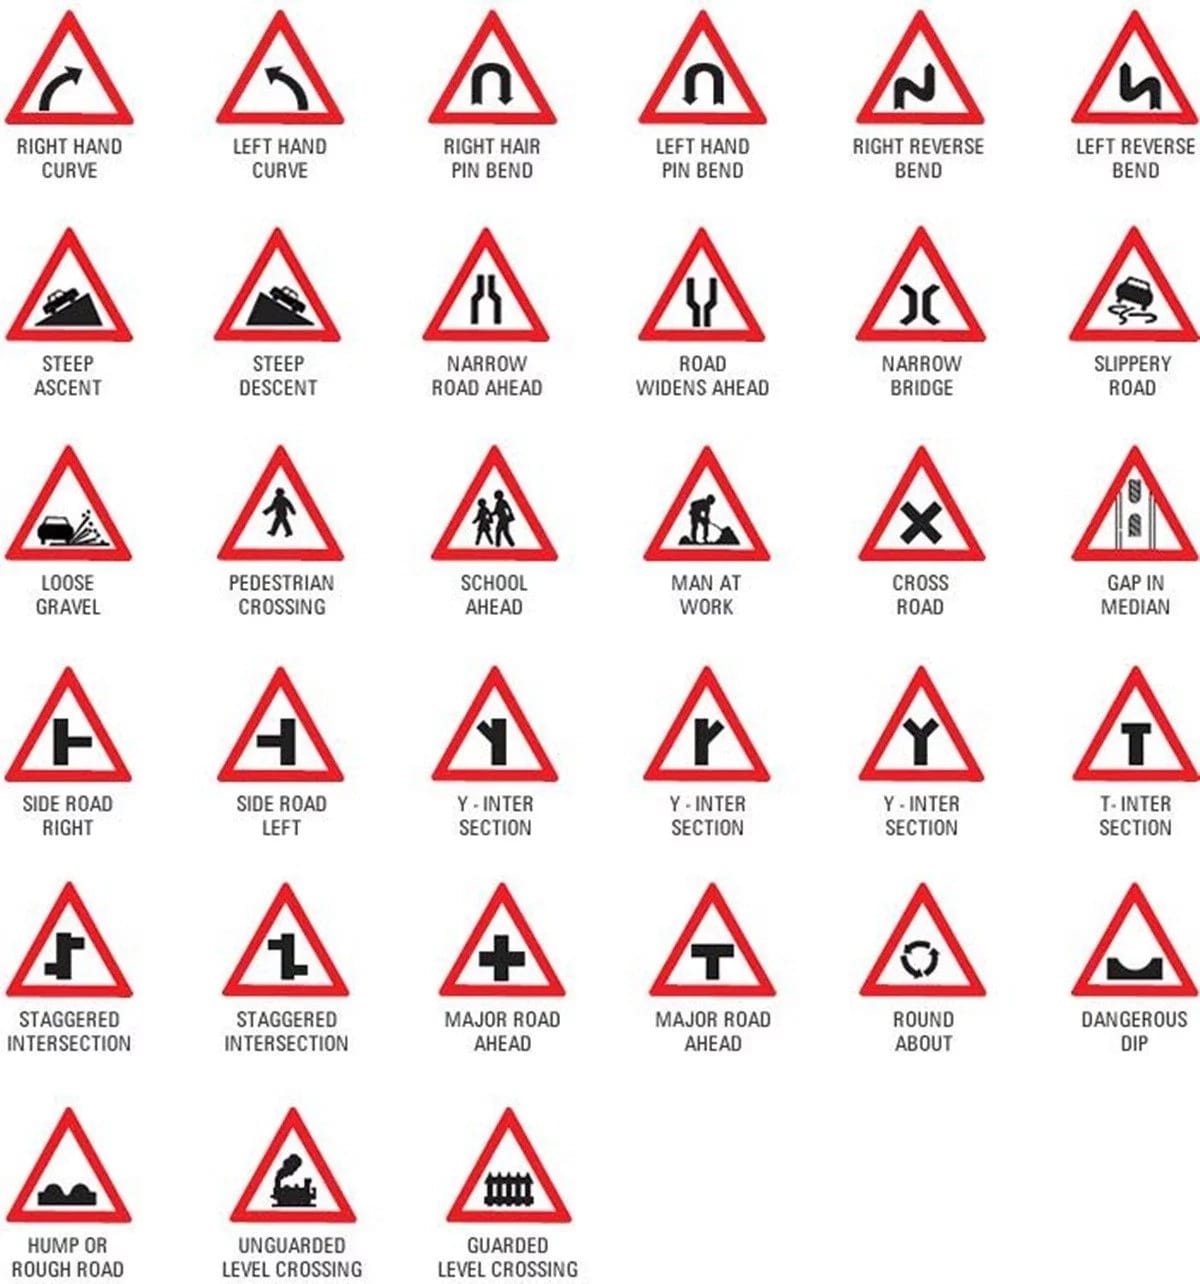 RIGHT HAND
CURVE
LEFT HAND
CURVE
RIGHT HAIR
PIN BEND
LEFT HAND
PIN BEND
RIGHT REVERSE
BEND
LEFT REVERSE
BEND
STEEP
ASCENT
STEEP
DESCENT
NARROW
ROAD AHEAD
ROAD
WIDENS AHEAD
NARROW
BRIDGE
SLIPPERY
ROAD
LOOSE
GRAVEL
PEDESTRIAN
CROSSING
SCHOOL
AHEAD
MAN AT
WORK
CROSS
ROAD
GAP IN
MEDIAN
SIDE ROAD
RIGHT
SIDE ROAD
LEFT
Y - INTER
SECTION
Y - INTER
SECTION
Y - INTER
SECTION
T- INTER
SECTION
STAGGERED
INTERSECTION
STAGGERED
INTERSECTION
MAJOR ROAD
AHEAD
MAJOR ROAD
AHEAD
ROUND
ABOUT
DANGEROUS
DIP
HUMP OR
ROUGH ROAD
UNGUARDED
LEVEL CROSSING
GUARDED
LEVEL CROSSING